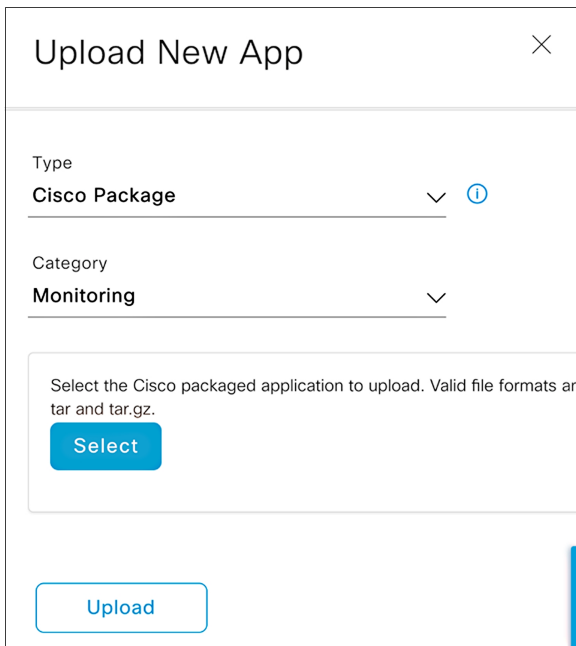 Upload New App
Type
Cisco Package
Category
Monitoring
Select the Cisco packaged application to upload. Valid file formats
tar and tar.gz.
Select
Upload